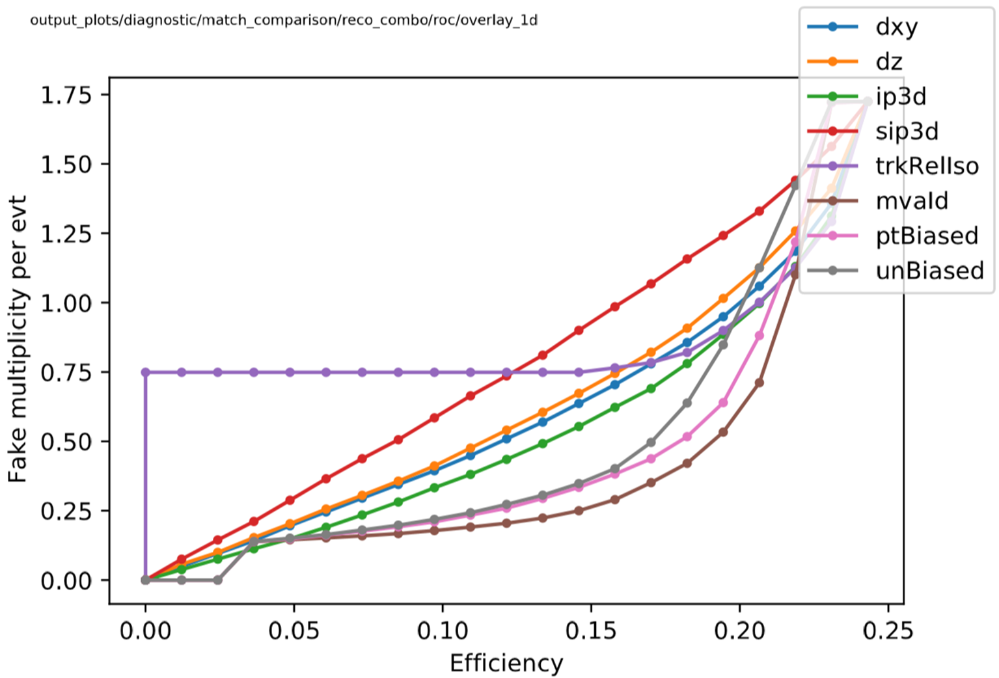 output_plots/diagnostic/match_comparison/reco_combo/roc/overlay_1d
dxy
dz
ip3d
sip3d
trkRelIso
mvaId
ptBiased
unBiased
1.75
1.50
1.25
1.00
0.75
0.50
0.25
0.00
Fake multiplicity per evt
0.00 0.05 0.10 0.15 0.20 0.25
Efficiency